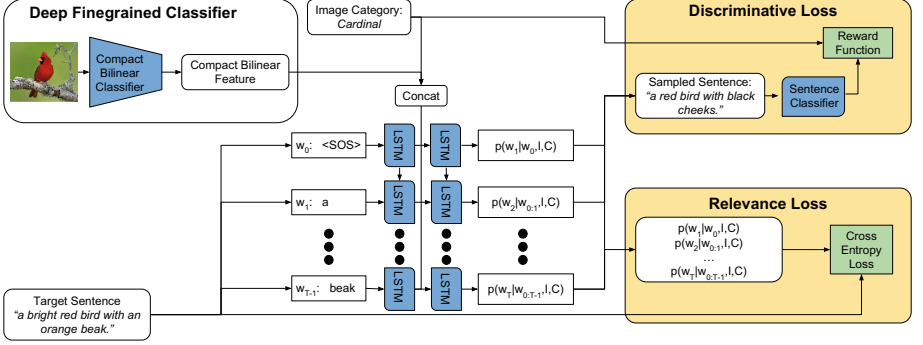 Deep Finegrained Classifier
Compact
Bilinear
Classifier
Compact Bilinear
Feature
Image Category:
Cardinal
Concat
Discriminative Loss
Reward
Function
Sampled Sentence:
"a red bird with black
cheeks."
Sentence
Classifier
w0: <SOS>
LSTM
LSTM
p(w1|w0,I,C)
w1: a
LSTM
LSTM
p(w2|w0:1,I,C)
wT-1: beak
LSTM
LSTM
p(wT|w0:T-1,I,C)
Relevance Loss
p(w1|w0,I,C)
p(w2|w0:1,I,C)
...
p(wT|w0:T-1,I,C)
Cross
Entropy
Loss
Target Sentence
"a bright red bird with an
orange beak."